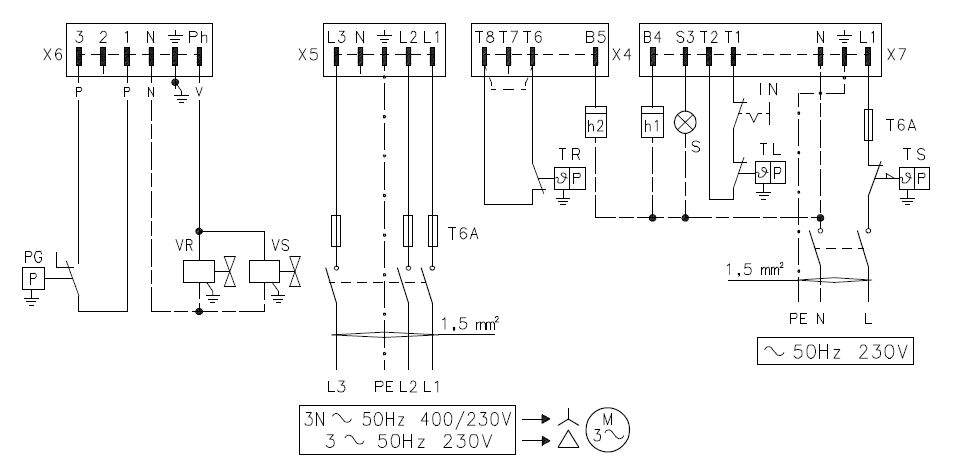 3 2 1 N Ph
X6
P P N V
L3 N L2 L1
X5
T8 T7 T6 B5
X4
B4 S3 T2 T1 N L1
X7
IN
h2
h1
S
T6A
TR
ϑ P
TL
ϑ P
TS
ϑ P
PG
P
VR
VS
T6A
1,5 mm²
1,5 mm²
PE N L
50Hz 230V
L3 PE L2 L1
3N ~ 50Hz 400/230V
3 ~ 50Hz 230V
M
3~